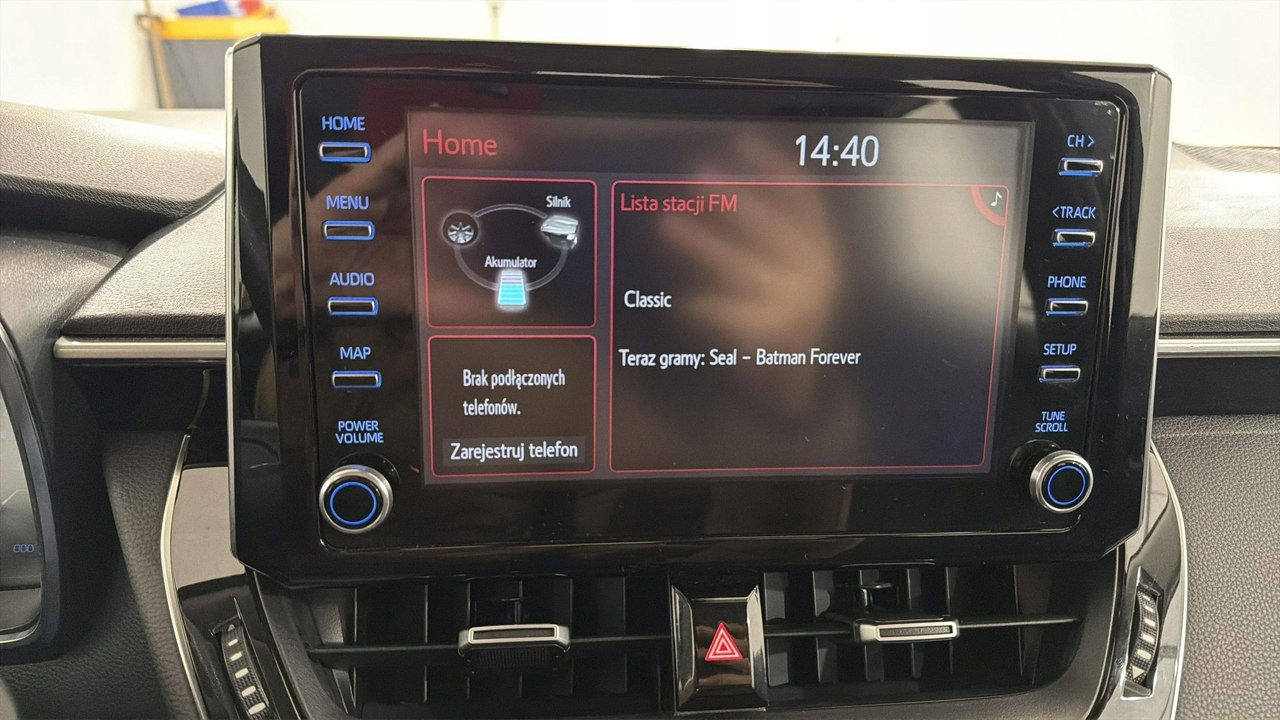 HOME
MENU
AUDIO
MAP
POWER
VOLUME
Home
14:40
Silnik
Akumulator
Brak podłączonych
telefonów.
Zarejestruj telefon
Lista stacji FM
Classic
Teraz gramy: Seal – Batman Forever
CH >
<TRACK
PHONE
SETUP
TUNE
SCROLL
ODO